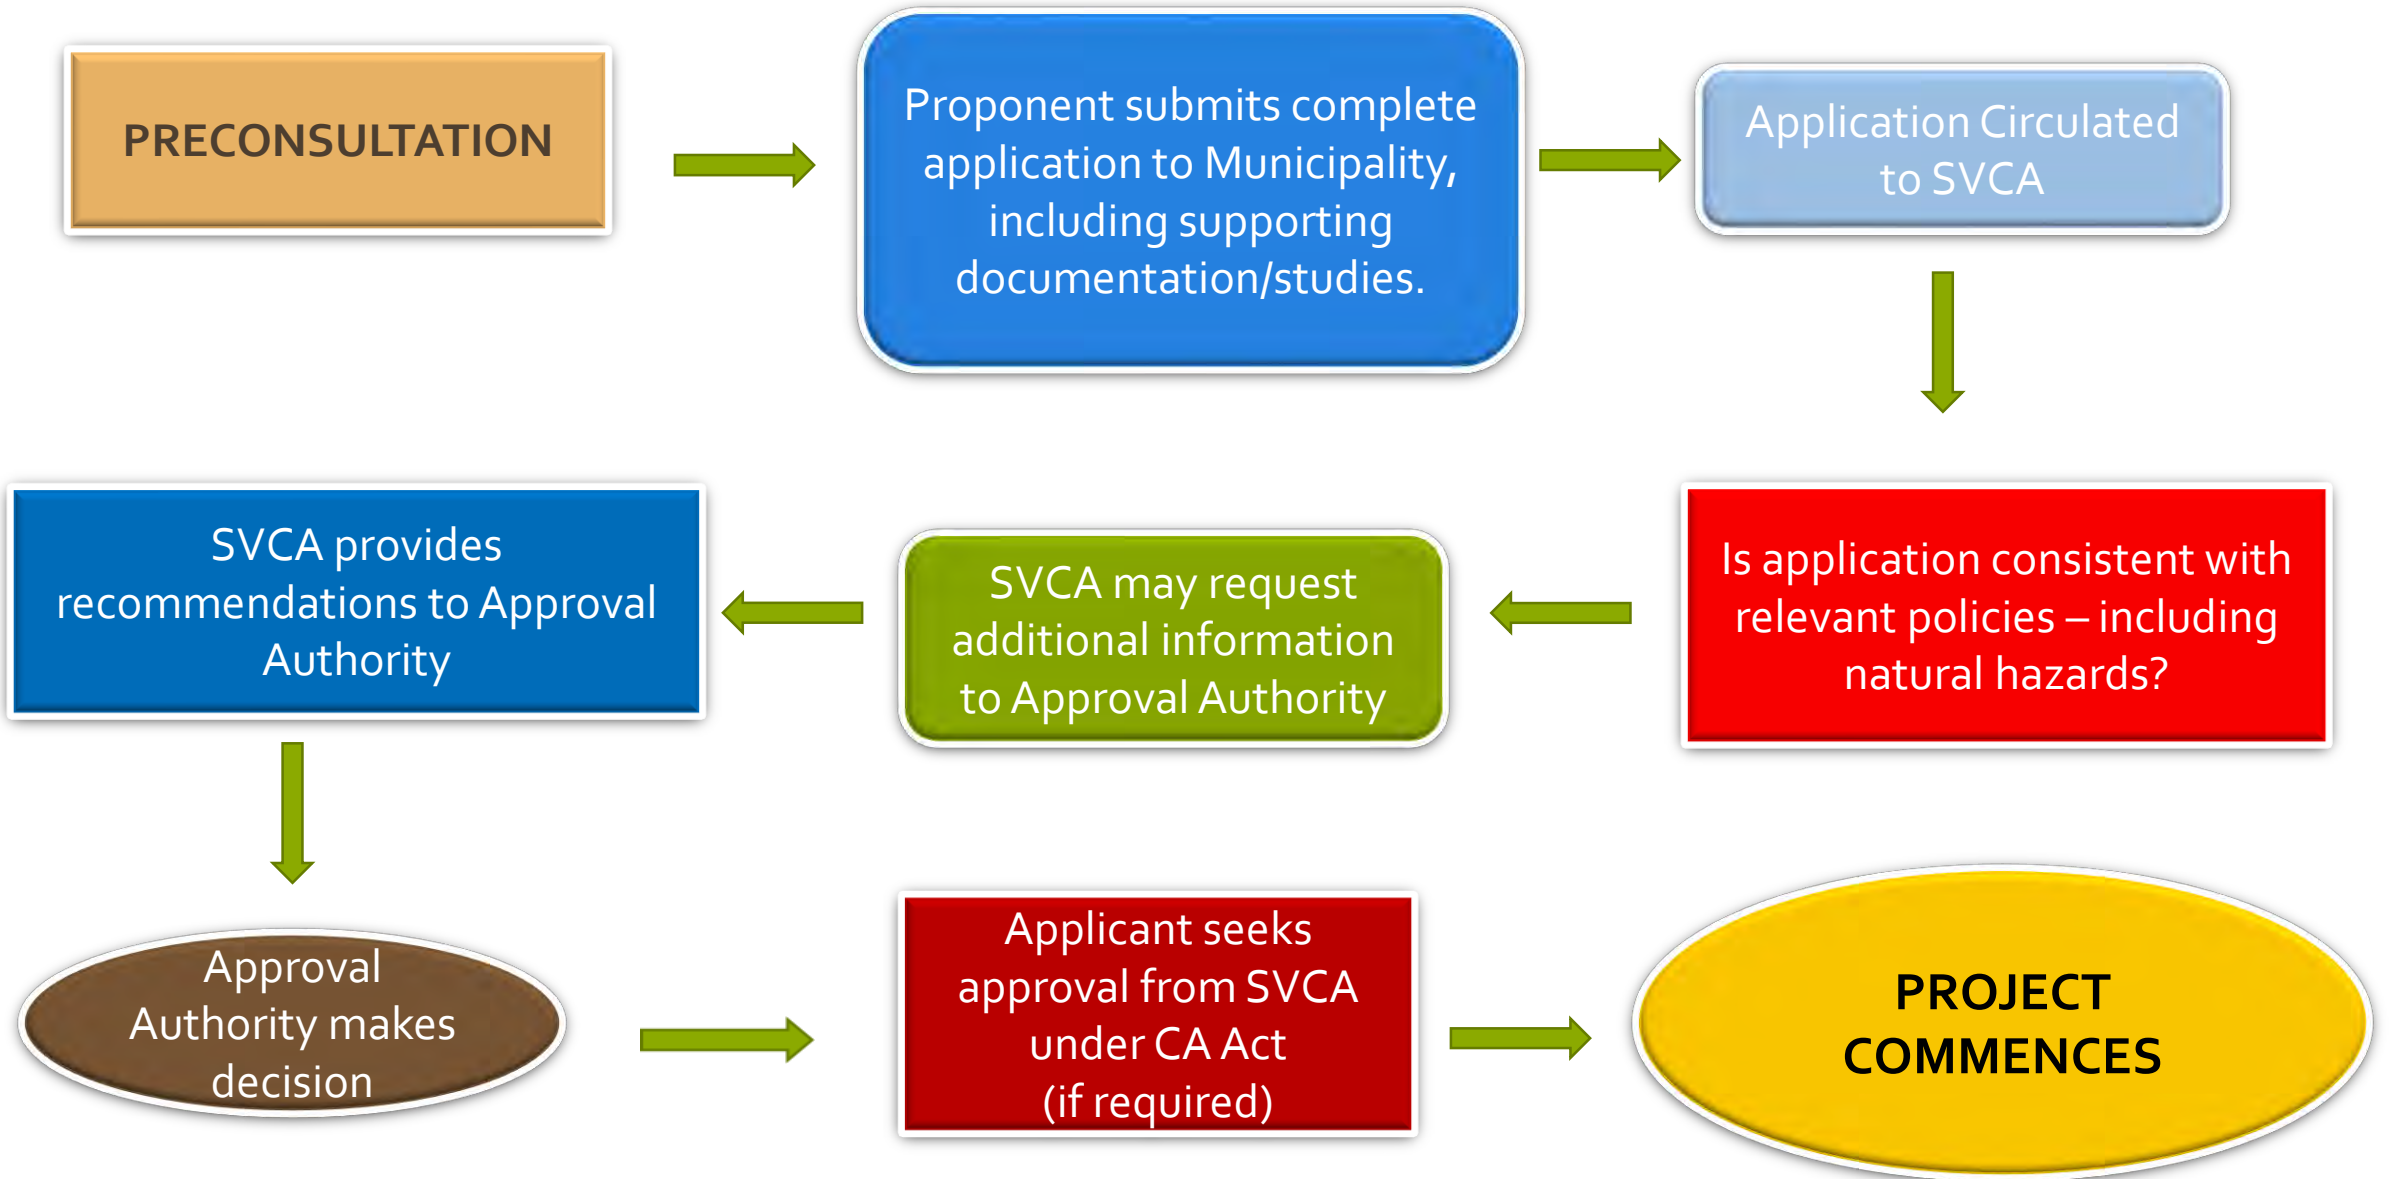 PRECONSULTATION
Proponent submits complete
application to Municipality,
including supporting
documentation/studies.
Application Circulated
to SVCA
Is application consistent with
relevant policies – including
natural hazards?
SVCA may request
additional information
to Approval Authority
SVCA provides
recommendations to Approval
Authority
Approval
Authority makes
decision
Applicant seeks
approval from SVCA
under CA Act
(if required)
PROJECT
COMMENCES